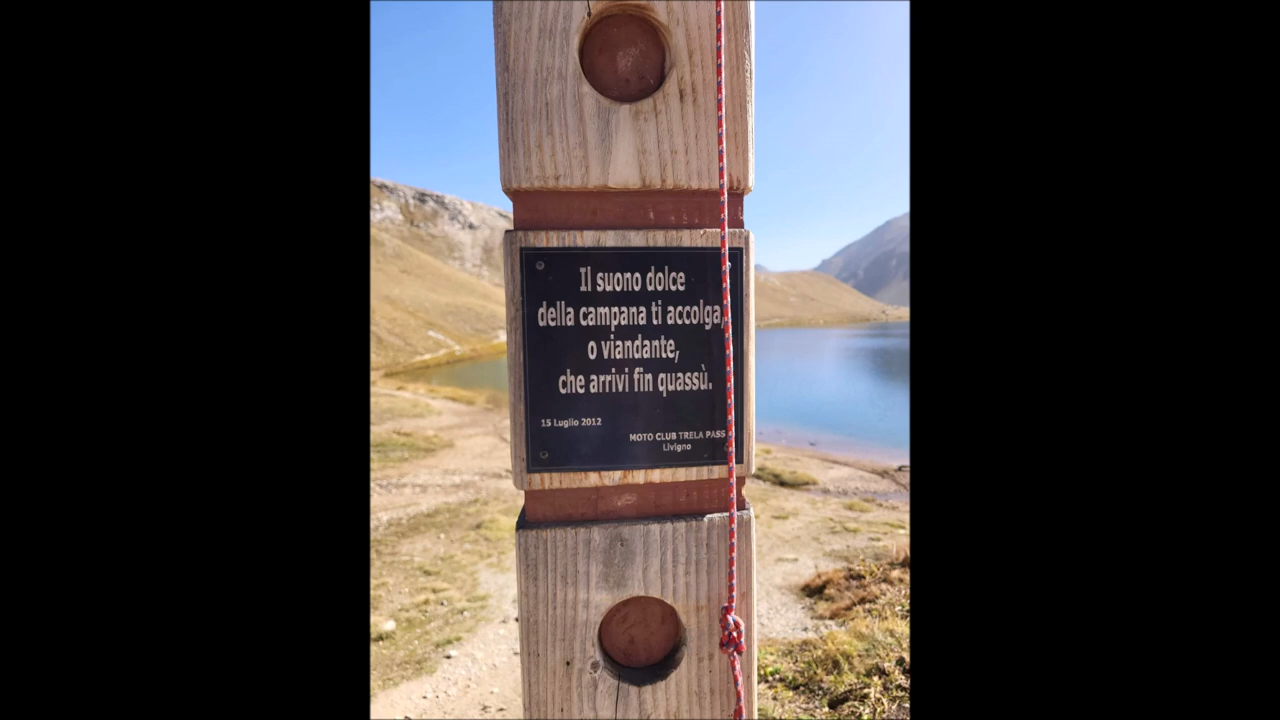 Il suono dolce
della campana ti accolga,
o viandante,
che arrivi fin quassù.
15 Luglio 2012
MOTO CLUB TRELA PASS
Livigno